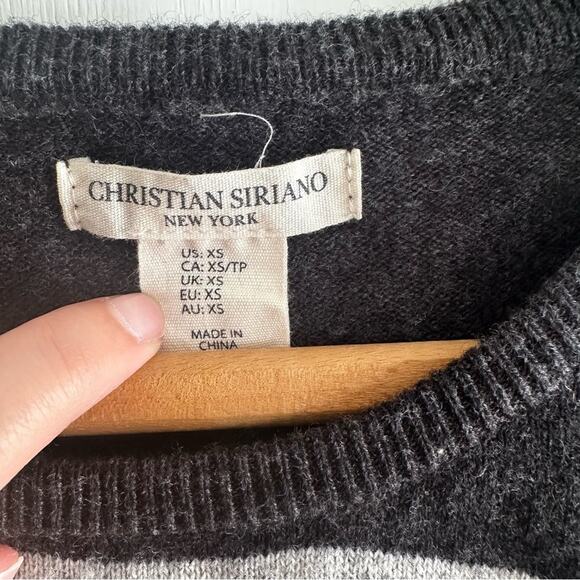 CHRISTIAN SIRIANO
NEW YORK
US: XS
CA: XS/TP
UK: XS
EU: XS
AU: XS
MADE IN
CHINA